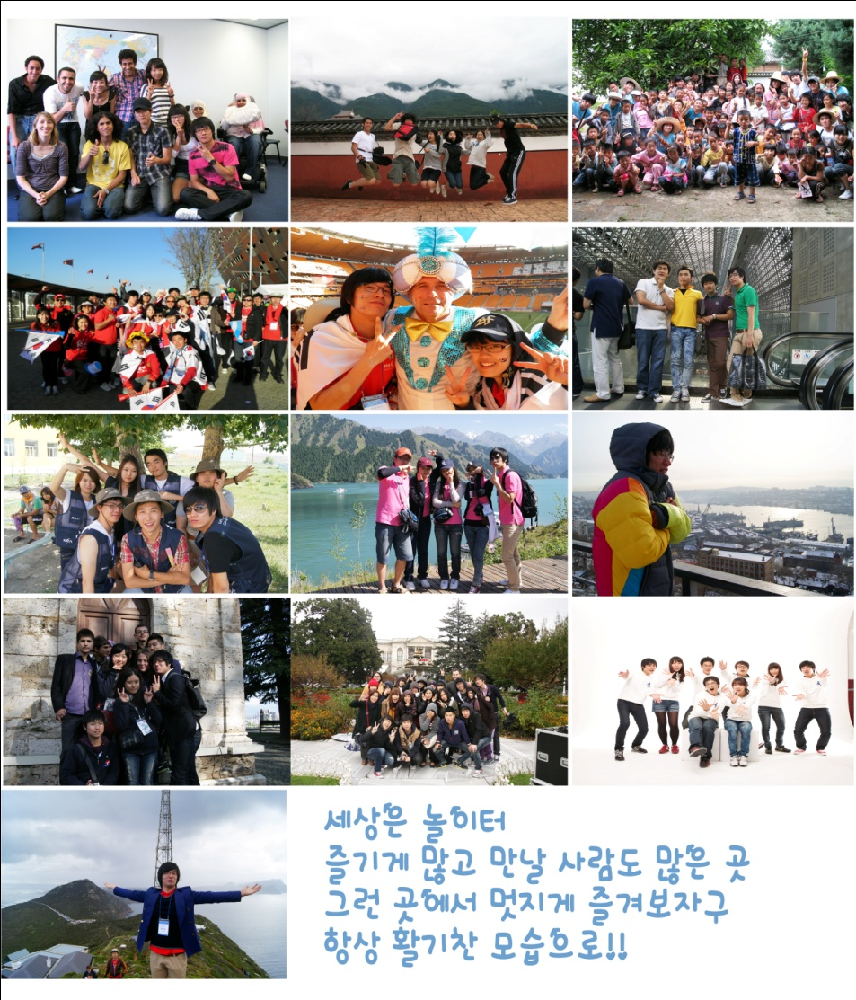 세상은 놀이터
즐기게 많고 만날 사람도 많은 곳
그런 곳에서 멋지게 즐겨보자구
항상 활기찬 모습으로!!